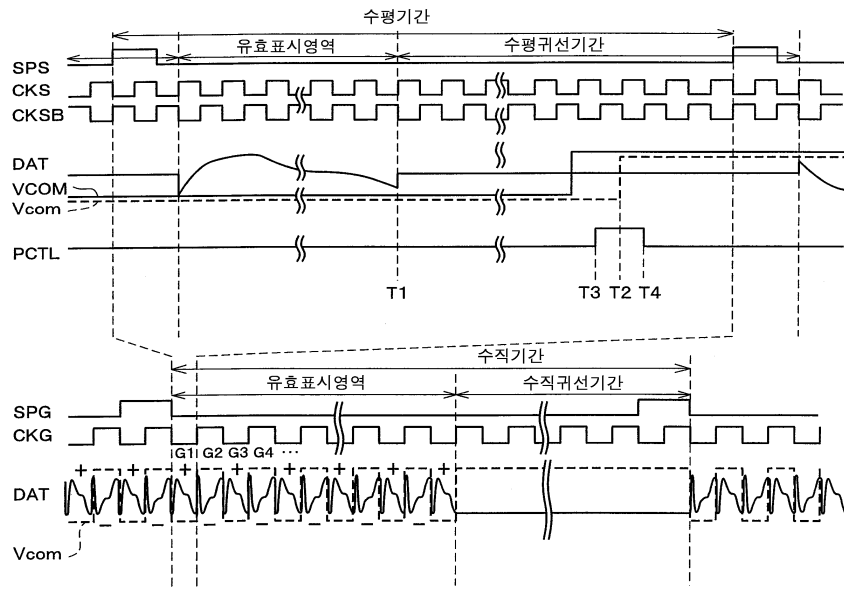 수평기간
유효표시영역
수평귀선기간
SPS
CKS
CKSB
DAT
VCOM
Vcom
PCTL
T1
T3 T2 T4
수직기간
유효표시영역
수직귀선기간
SPG
CKG
G1 G2 G3 G4 ···
+ + + + + + + +
DAT
− − − − − − −
Vcom